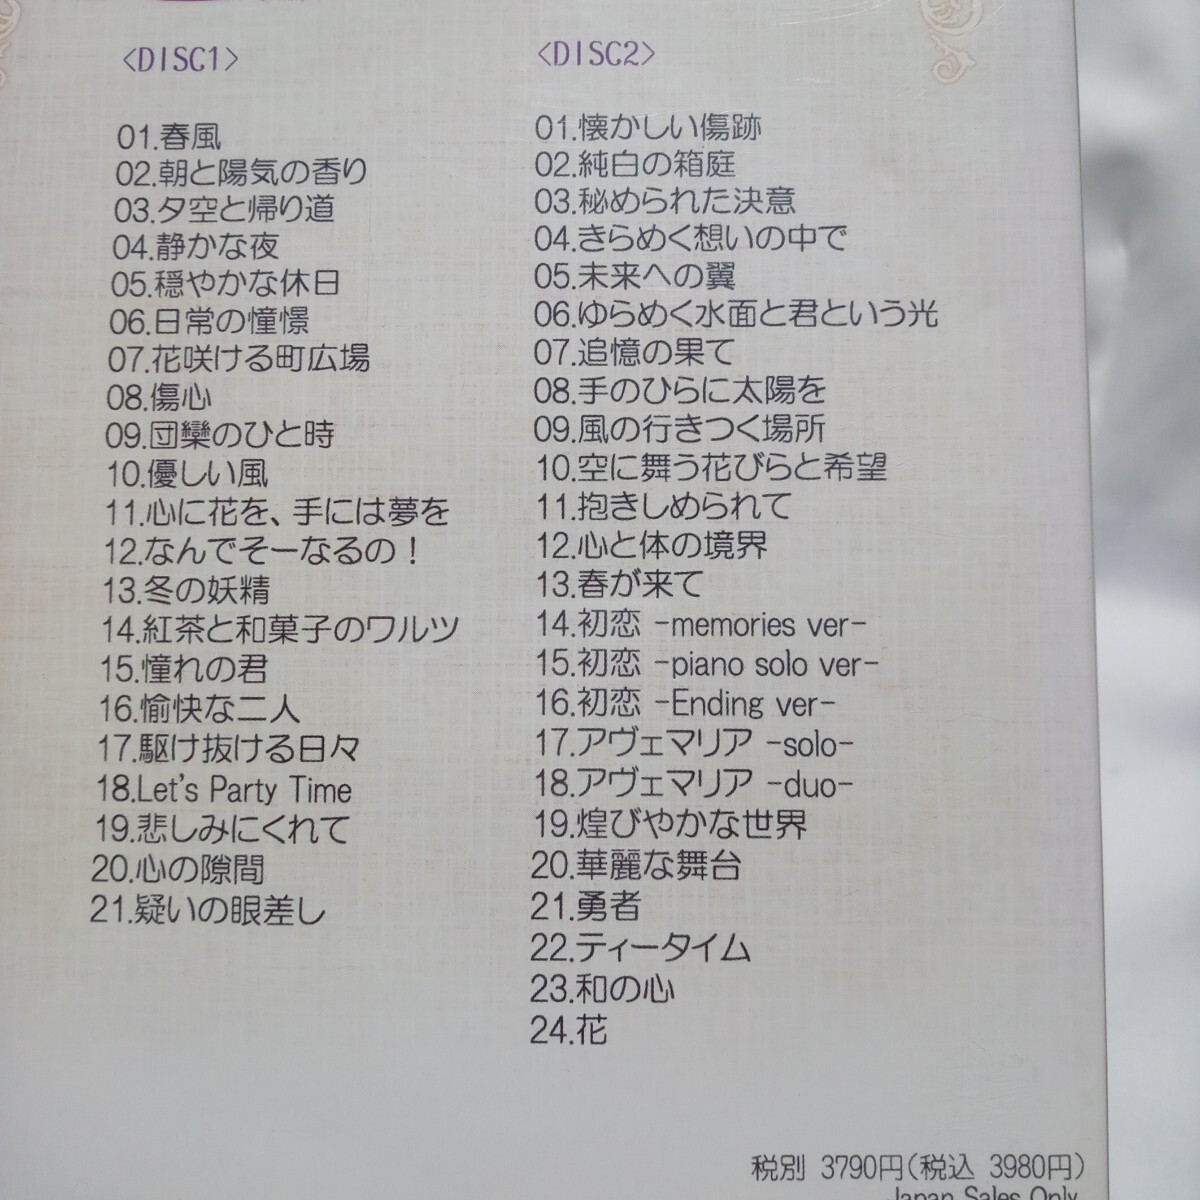 <DISC1>
01.春風
02.朝と陽気の香り
03.夕空と帰り道
04.静かな夜
05.穏やかな休日
06.日常の憧憬
07.花咲ける町広場
08.傷心
09.団欒のひと時
10.優しい風
11.心に花を、手には夢を
12.なんでそーなるの！
13.冬の妖精
14.紅茶と和菓子のワルツ
15.憧れの君
16.愉快な二人
17.駆け抜ける日々
18.Let's Party Time
19.悲しみにくれて
20.心の隙間
21.疑いの眼差し
<DISC2>
01.懐かしい傷跡
02.純白の箱庭
03.秘められた決意
04.きらめく想いの中で
05.未来への翼
06.ゆらめく水面と君という光
07.追憶の果て
08.手のひらに太陽を
09.風の行きつく場所
10.空に舞う花びらと希望
11.抱きしめられて
12.心と体の境界
13.春が来て
14.初恋 -memories ver-
15.初恋 -piano solo ver-
16.初恋 -Ending ver-
17.アヴェマリア -solo-
18.アヴェマリア -duo-
19.煌びやかな世界
20.華麗な舞台
21.勇者
22.ティータイム
23.和の心
24.花
税別 3790円(税込 3980円)
Japan Sales Only